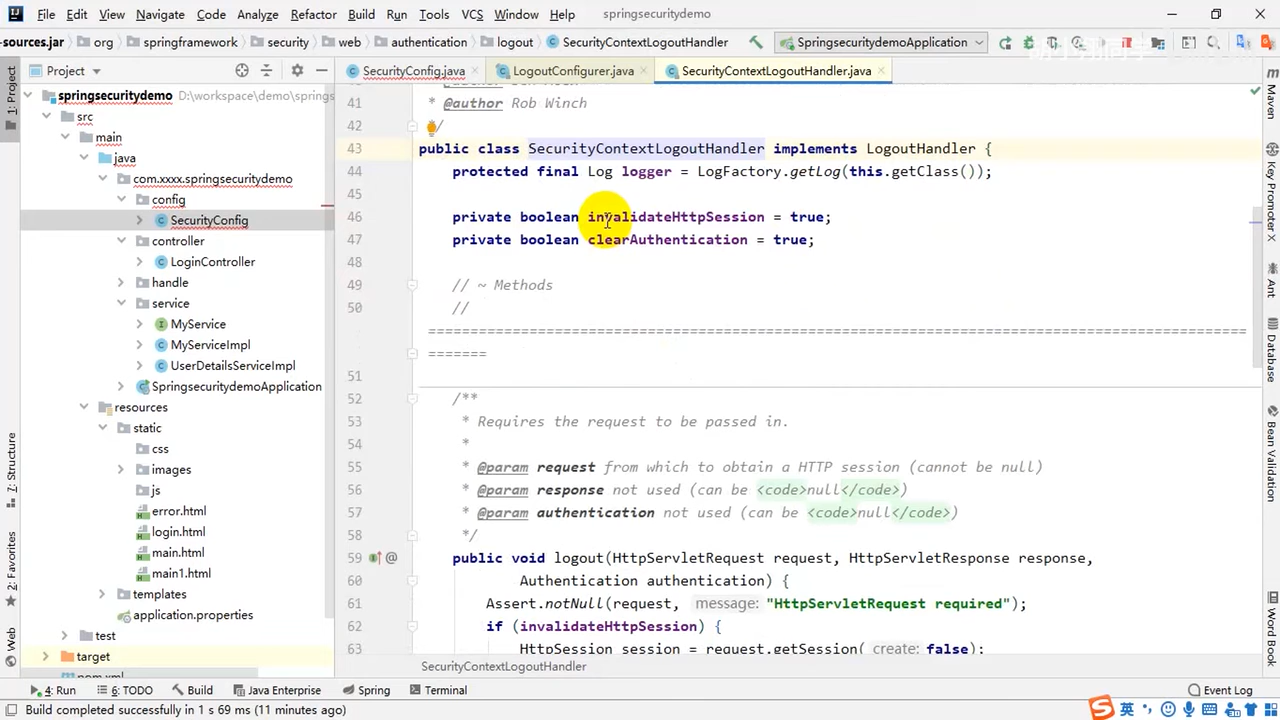 File Edit View Navigate Code Analyze Refactor Build Run Tools VCS Window Help springsecuritydemo
-sources.jar org springframework security web authentication logout SecurityContextLogoutHandler SpringsecuritydemoApplication
Project
SecurityConfig.java LogoutConfigurer.java SecurityContextLogoutHandler.java
springsecuritydemo D:\workspace\demo\springs
src
main
java
com.xxxx.springsecuritydemo
config
SecurityConfig
controller
LoginController
handle
service
MyService
MyServiceImpl
UserDetailsServiceImpl
SpringsecuritydemoApplication
resources
static
css
images
js
error.html
login.html
main.html
main1.html
templates
application.properties
test
target
pom.xml
1: Project
7: Structure
2: Favorites
Web
41 * @author Rob Winch
42 */
43 public class SecurityContextLogoutHandler implements LogoutHandler {
44 protected final Log logger = LogFactory.getLog(this.getClass());
45
46 private boolean invalidateHttpSession = true;
47 private boolean clearAuthentication = true;
48
49 // ~ Methods
50 //
================================================================================================
=======
51
52 /**
53 * Requires the request to be passed in.
54 *
55 * @param request from which to obtain a HTTP session (cannot be null)
56 * @param response not used (can be <code>null</code>)
57 * @param authentication not used (can be <code>null</code>)
58 */
59 @ public void logout(HttpServletRequest request, HttpServletResponse response,
60 Authentication authentication) {
61 Assert.notNull(request, message: "HttpServletRequest required");
62 if (invalidateHttpSession) {
63 HttpSession session = request.getSession( create: false);
SecurityContextLogoutHandler
Maven
Key Promoter X
Ant
Database
Bean Validation
Word Book
4: Run 6: TODO Build Java Enterprise Spring Terminal Event Log
Build completed successfully in 1 s 69 ms (11 minutes ago)
英